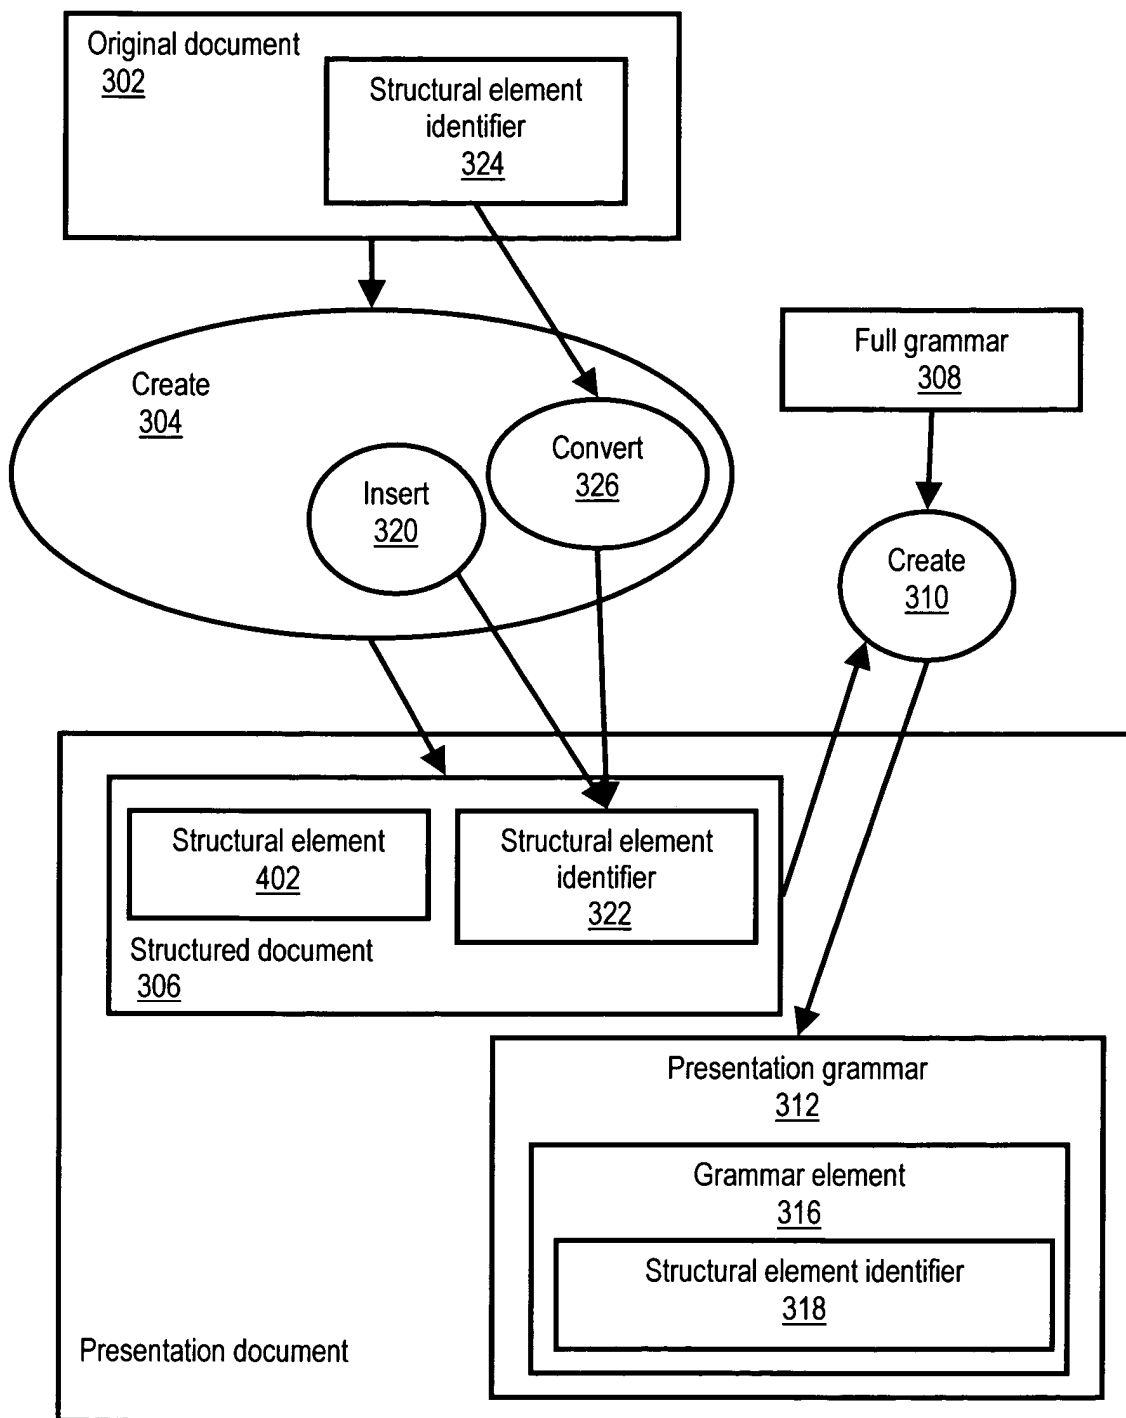 Original document
302
Structural element
identifier
324
Create
304
Insert
320
Convert
326
Full grammar
308
Create
310
Structural element
402
Structural element
identifier
322
Structured document
306
Presentation grammar
312
Grammar element
316
Structural element identifier
318
Presentation document